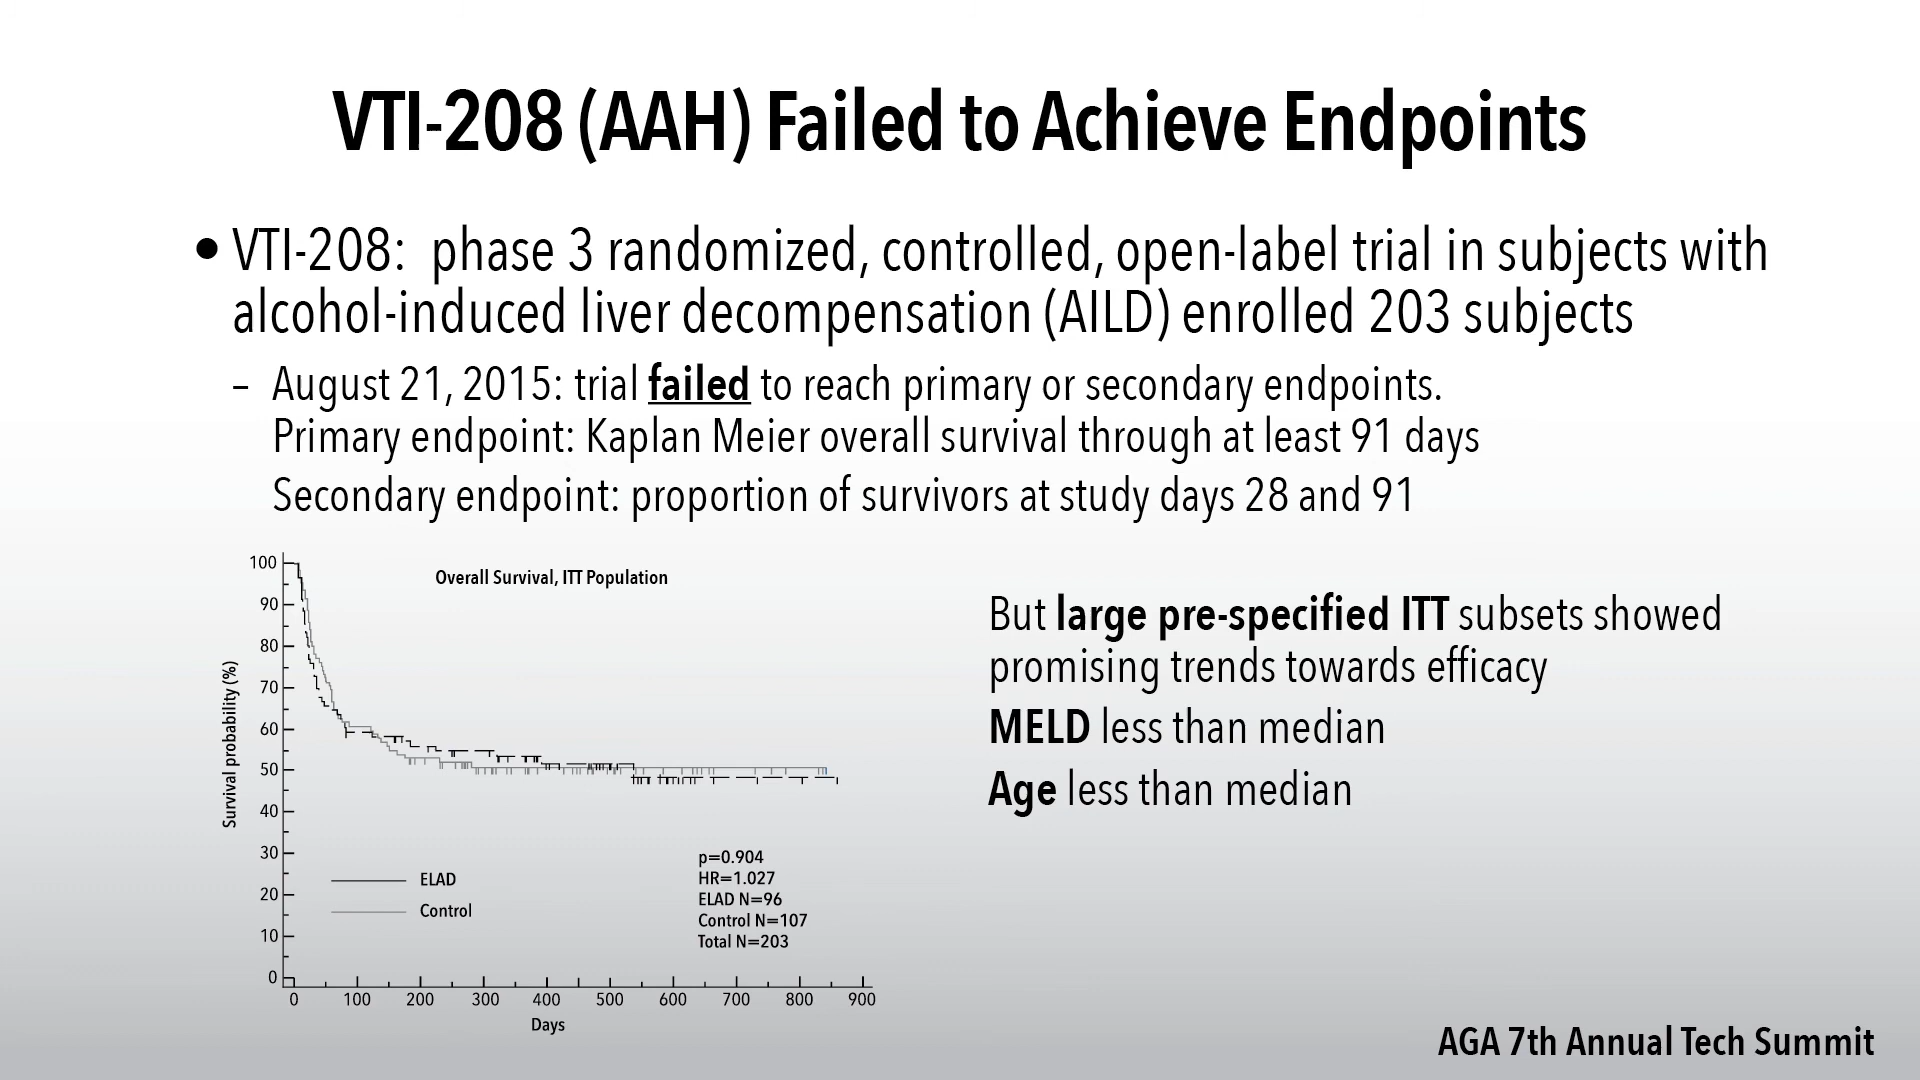 VTI-208 (AAH) Failed to Achieve Endpoints
• VTI-208:  phase 3 randomized, controlled, open-label trial in subjects with
alcohol-induced liver decompensation (AILD) enrolled 203 subjects
– August 21, 2015: trial failed to reach primary or secondary endpoints.
Primary endpoint: Kaplan Meier overall survival through at least 91 days
Secondary endpoint: proportion of survivors at study days 28 and 91
Overall Survival, ITT Population
Survival probability (%)
100
90
80
70
60
50
40
30
20
10
0
ELAD
Control
p=0.904
HR=1.027
ELAD N=96
Control N=107
Total N=203
0 100 200 300 400 500 600 700 800 900
Days
But large pre-specified ITT subsets showed
promising trends towards efficacy
MELD less than median
Age less than median
AGA 7th Annual Tech Summit